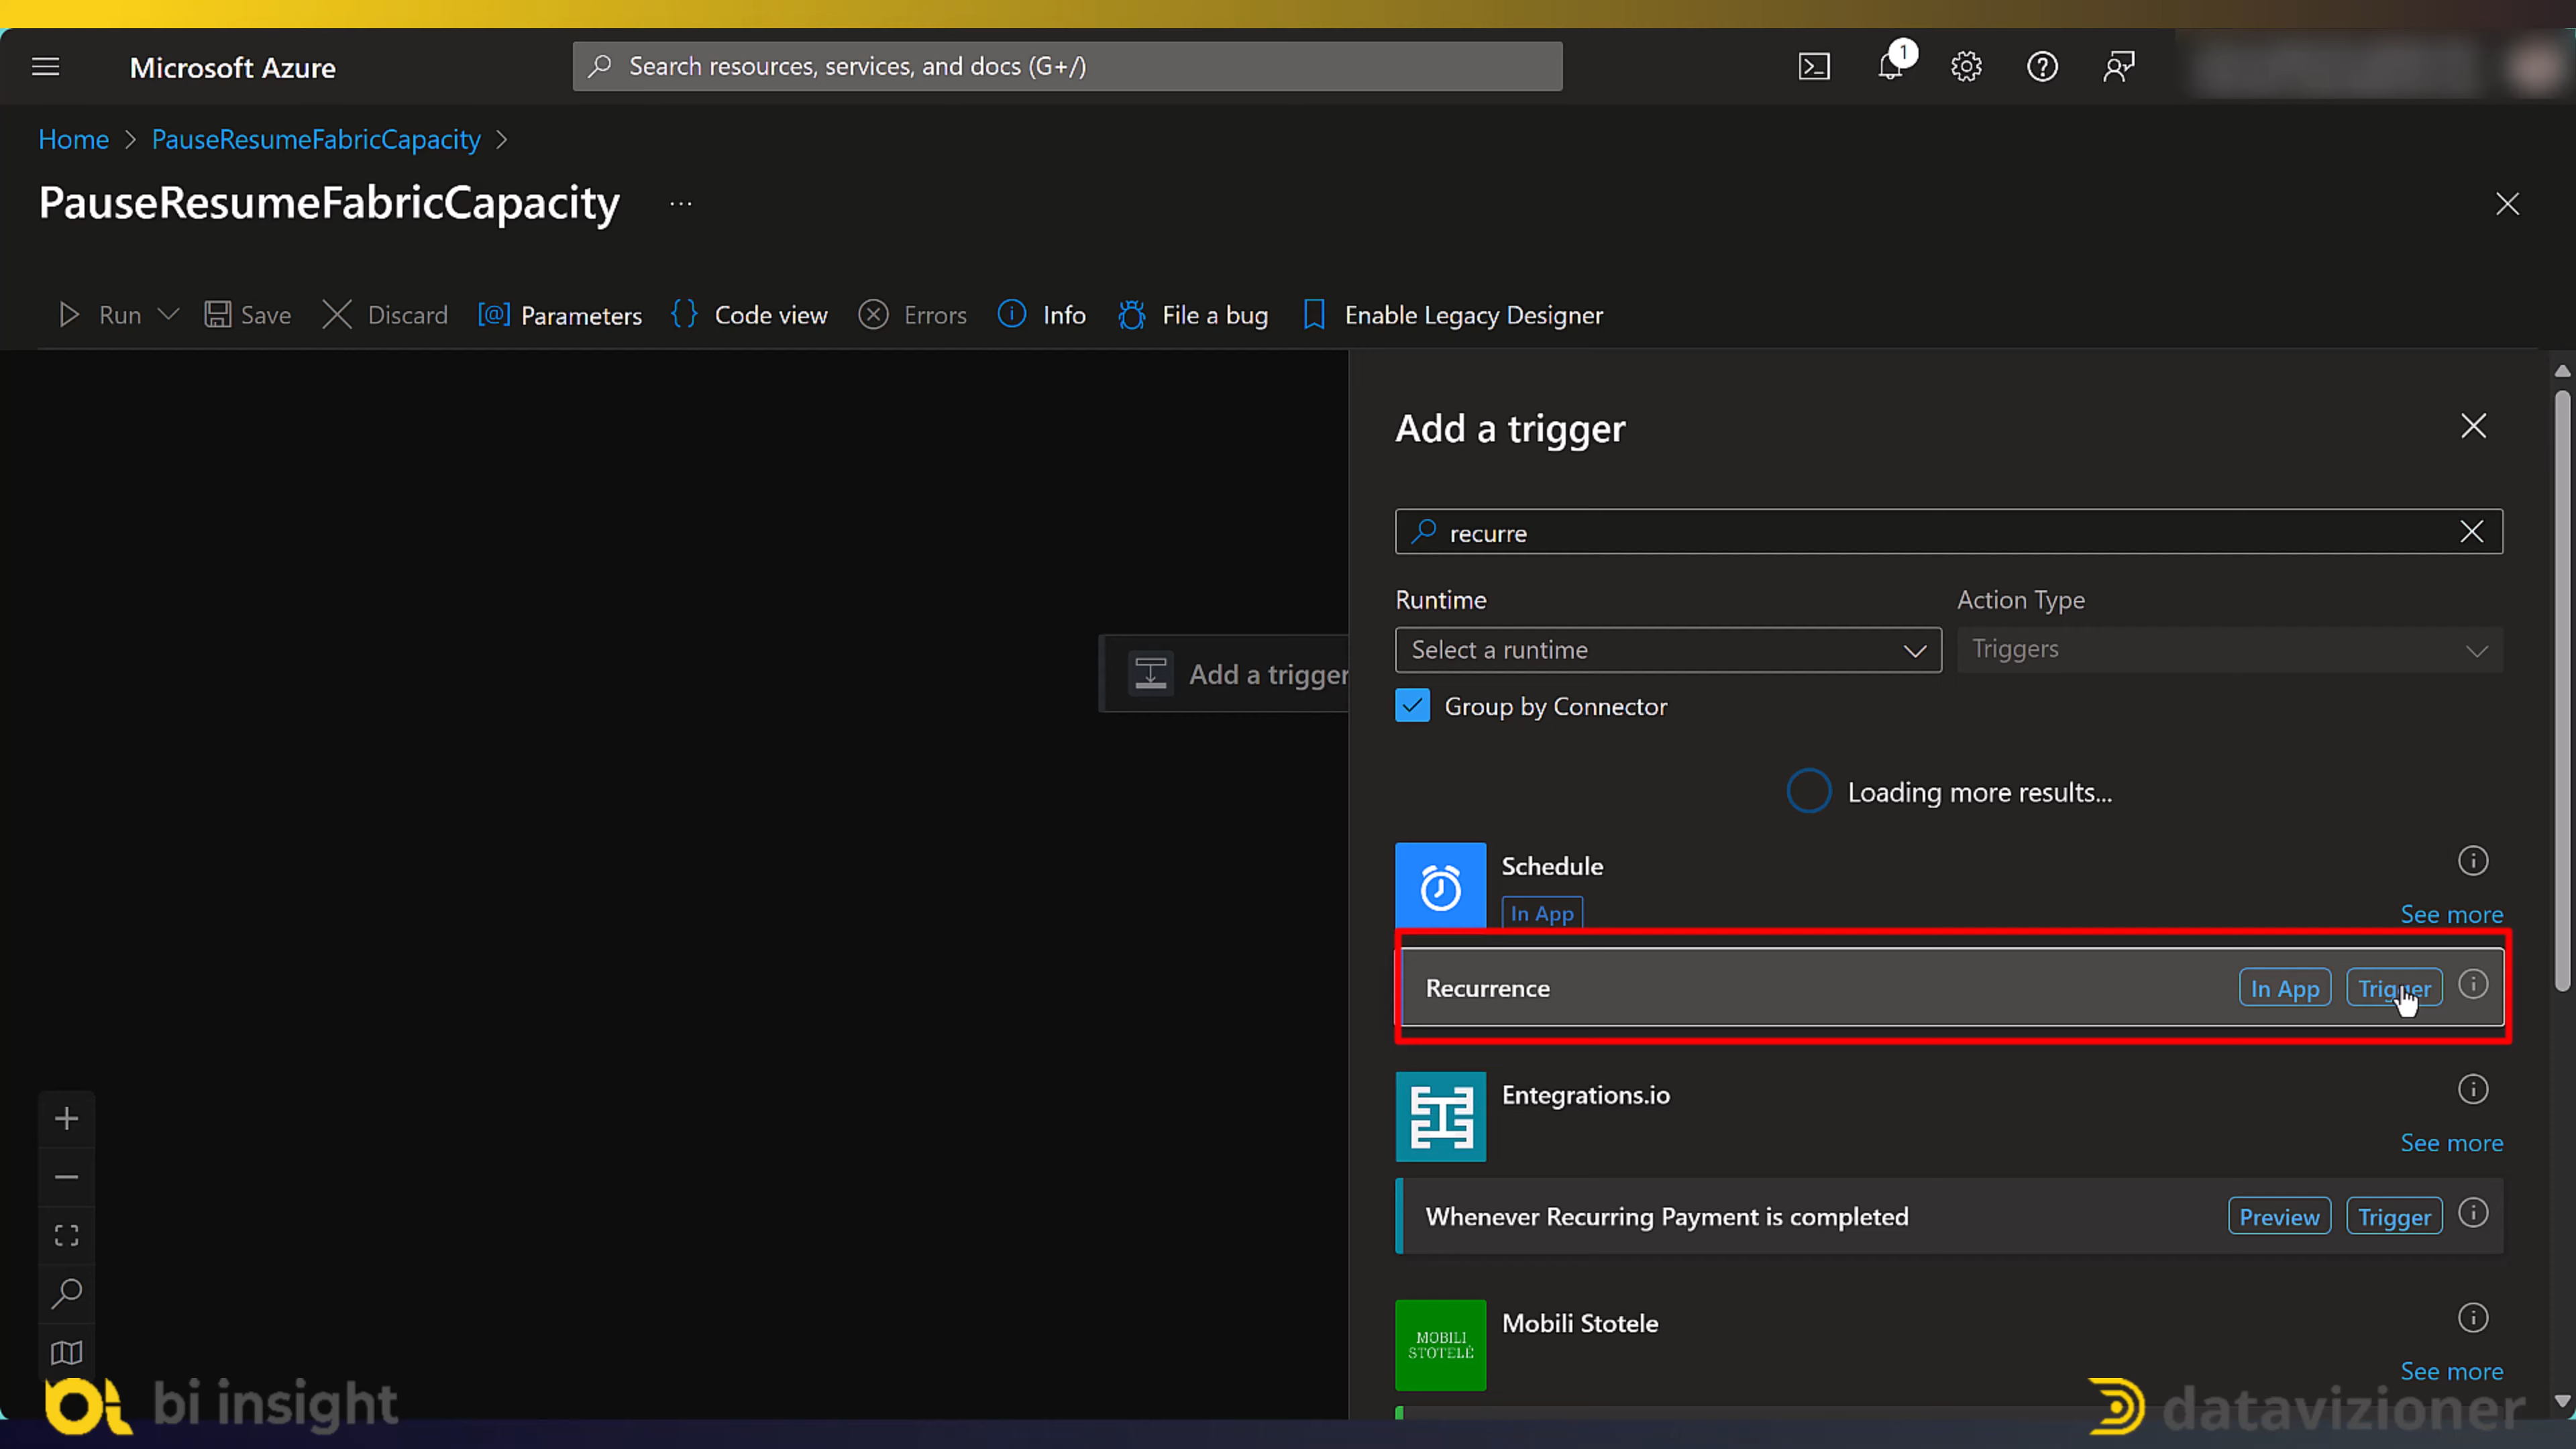 Microsoft Azure
Search resources, services, and docs (G+/)
1
Home > PauseResumeFabricCapacity >
PauseResumeFabricCapacity ...
Run
Save
Discard
[@] Parameters
{} Code view
Errors
Info
File a bug
Enable Legacy Designer
Add a trigger
Add a trigger
recurre
Runtime
Action Type
Select a runtime
Triggers
Group by Connector
Loading more results...
Schedule
In App
See more
Recurrence
In App
Trigger
Entegrations.io
See more
Whenever Recurring Payment is completed
Preview
Trigger
Mobili Stotele
MOBILI
STOTELĖ
See more
bi insight
datavizioner